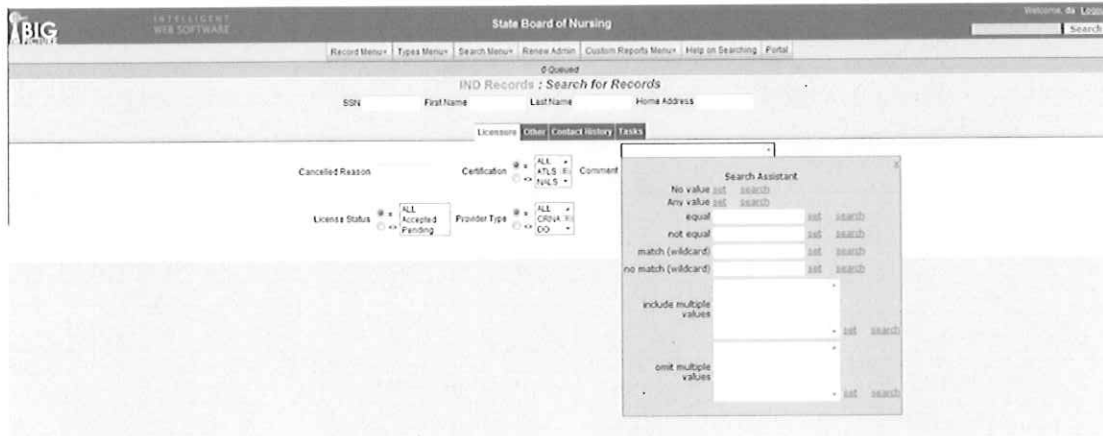 BIG PICTURE
INTELLIGENT
WEB SOFTWARE
State Board of Nursing
Welcome, da Logout
Search
Record Menu Types Menu Search Menu Renew Admin Custom Reports Menu Help on Searching Portal
0 Queued
IND Records : Search for Records
SSN First Name Last Name Home Address
Licensure Other Contact History Tasks
Cancelled Reason
Certification = <> ALL ATLS NALS
Comment
License Status = <> ALL Accepted Pending
Provider Type = <> ALL CRNA DO
x
Search Assistant
No value set search
Any value set search
equal set search
not equal set search
match (wildcard) set search
no match (wildcard) set search
include multiple
values set search
omit multiple
values set search